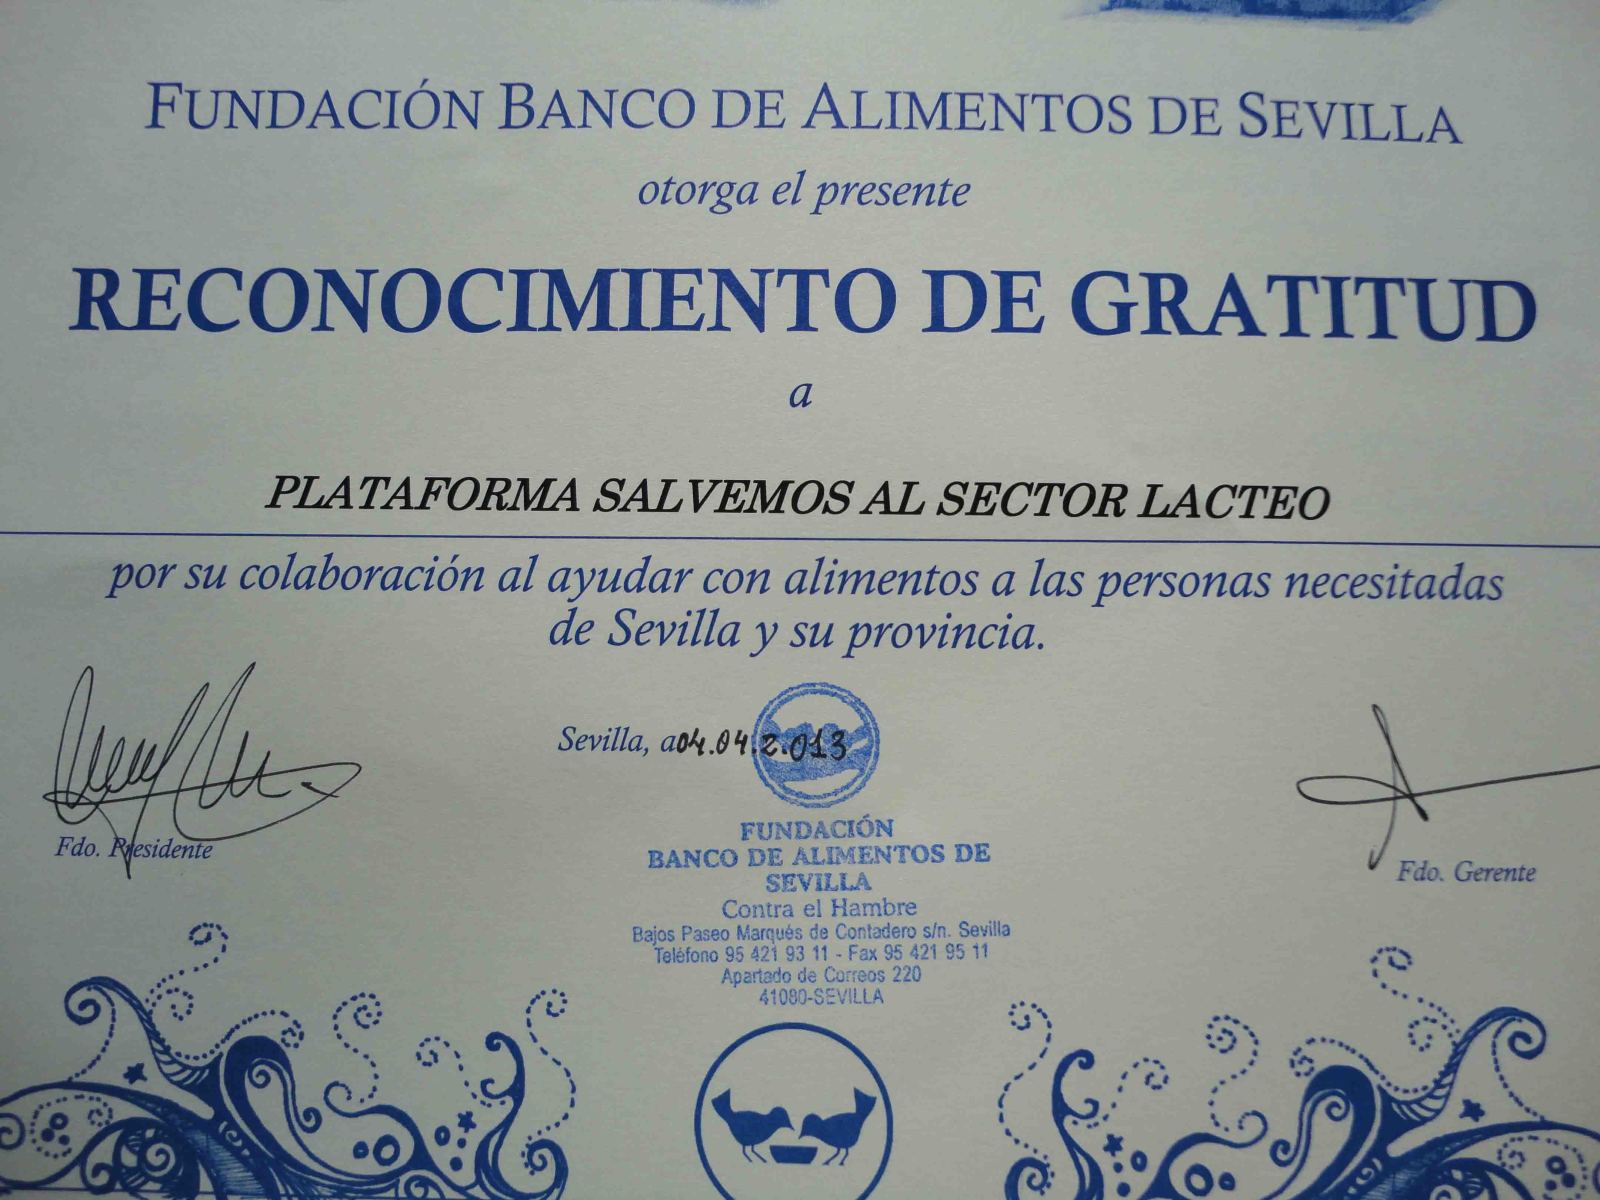 FUNDACIÓN BANCO DE ALIMENTOS DE SEVILLA
otorga el presente
RECONOCIMIENTO DE GRATITUD
a
PLATAFORMA SALVEMOS AL SECTOR LACTEO
por su colaboración al ayudar con alimentos a las personas necesitadas
de Sevilla y su provincia.
Sevilla, a 04.04.2.013
Fdo. Presidente
Fdo. Gerente
FUNDACIÓN
BANCO DE ALIMENTOS DE
SEVILLA
Contra el Hambre
Bajos Paseo Marqués de Contadero s/n. Sevilla
Teléfono 95 421 93 11 - Fax 95 421 95 11
Apartado de Correos 220
41080-SEVILLA